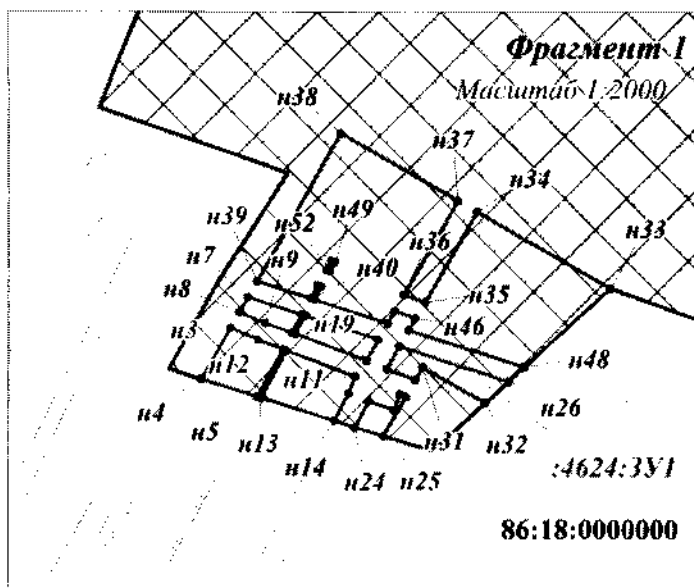 Фрагмент 1
Масштаб 1:2000
н38
н37
н34
н39
н52
н49
н36
н33
н7
н9
н40
н8
н35
н3
н19
н46
н12
н11
н48
н4
н5
н13
н14
н24
н25
н31
н32
н26
:4624:ЗУ1
86:18:0000000